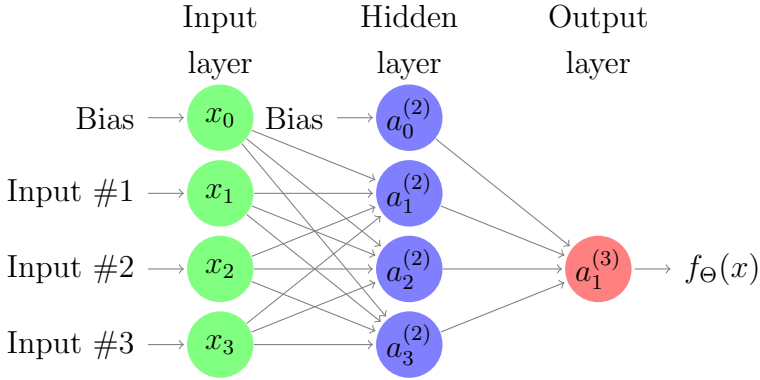 Input Hidden Output
layer layer layer
Bias x₀ Bias a₀⁽²⁾
Input #1 x₁ a₁⁽²⁾
Input #2 x₂ a₂⁽²⁾ a₁⁽³⁾ f_Θ(x)
Input #3 x₃ a₃⁽²⁾